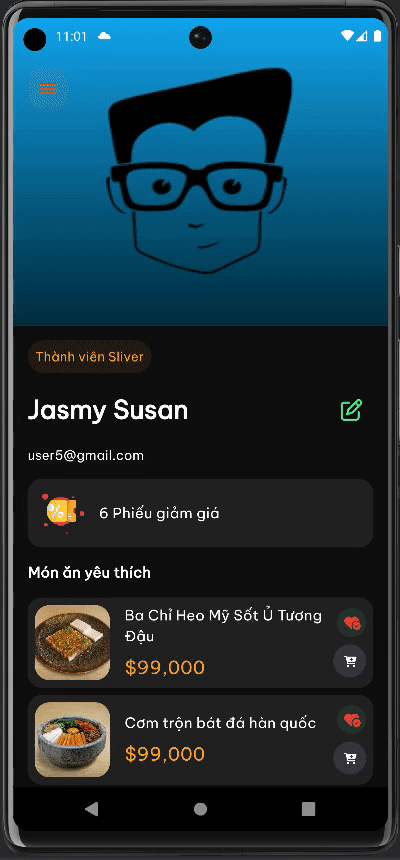 11:01
Thành viên Sliver
Jasmy Susan
user5@gmail.com
%
6 Phiếu giảm giá
Món ăn yêu thích
Ba Chỉ Heo Mỹ Sốt Ủ Tương
Đậu
$99,000
Cơm trộn bát đá hàn quốc
$99,000